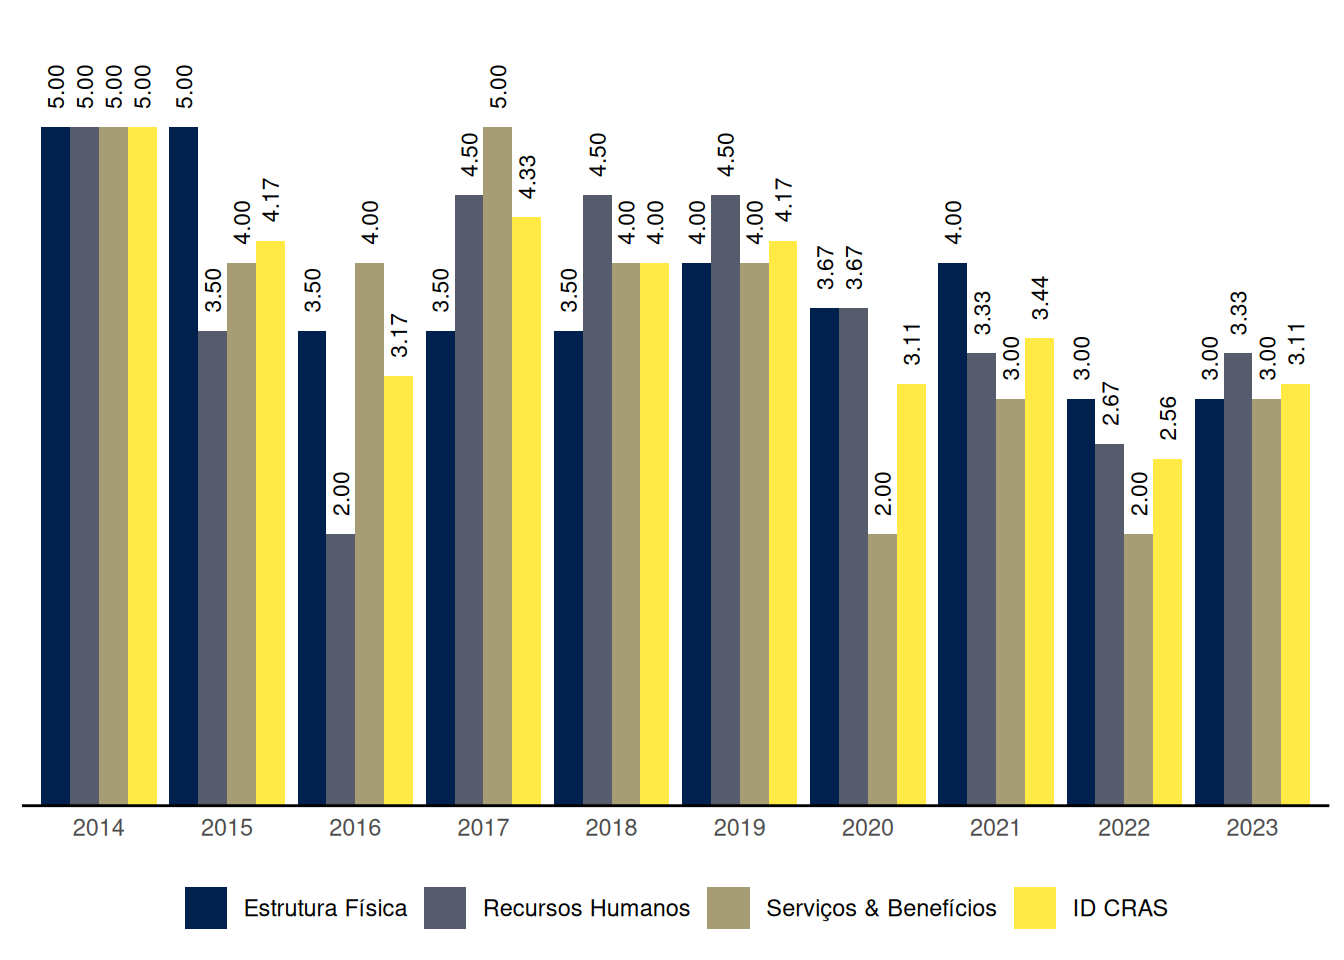 5.00 5.00 5.00 5.00 5.00 3.50 4.00 4.17 3.50 2.00 4.00 3.17 3.50 4.50 5.00 4.33 3.50 4.50 4.00 4.00 4.00 4.50 4.00 4.17 3.67 3.67 2.00 3.11 4.00 3.33 3.00 3.44 3.00 2.67 2.00 2.56 3.00 3.33 3.00 3.11
2014 2015 2016 2017 2018 2019 2020 2021 2022 2023
Estrutura Física Recursos Humanos Serviços & Benefícios ID CRAS